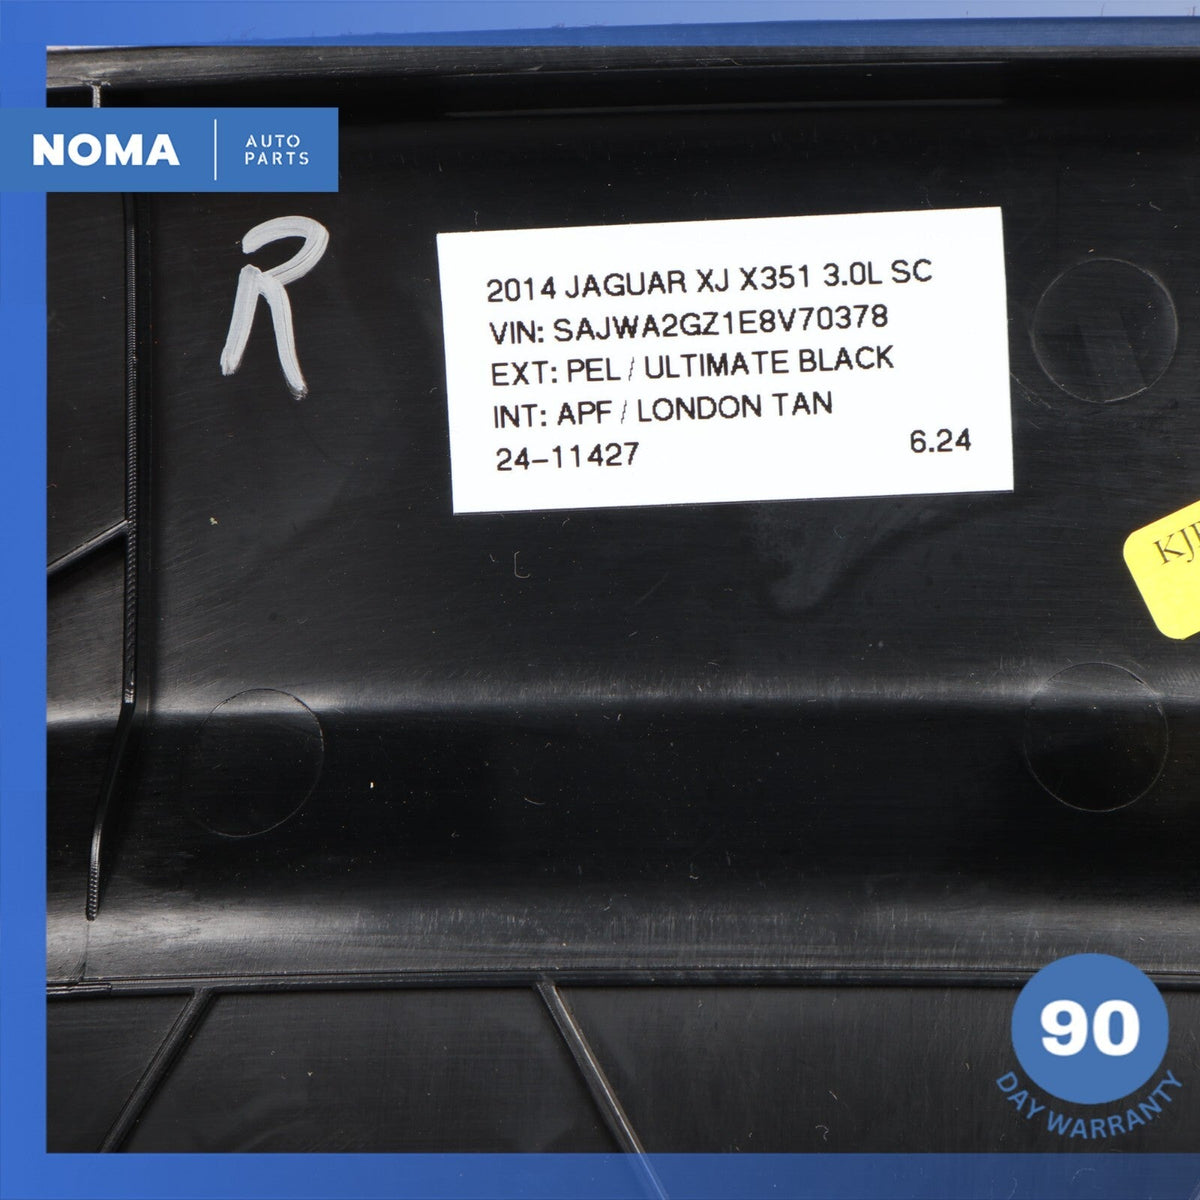 NOMA
AUTO
PARTS
R
2014 JAGUAR XJ X351 3.0L SC
VIN: SAJWA2GZ1E8V70378
EXT: PEL / ULTIMATE BLACK
INT: APF / LONDON TAN
24-11427 6.24
90
DAY WARRANTY